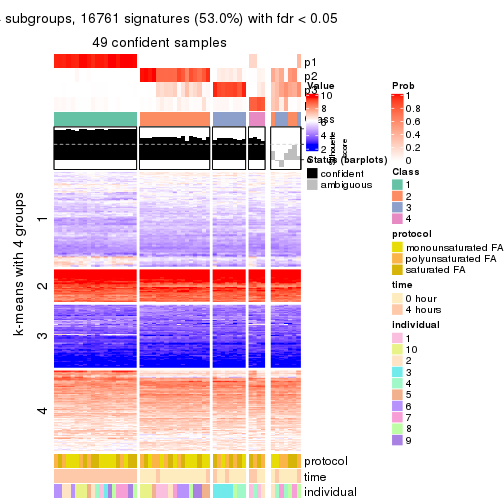 subgroups, 16761 signatures (53.0%) with fdr < 0.05
49 confident samples
p1
p2
p3
Value
10
8
6
4
2
Status (barplots)
confident
ambiguous
Prob
1
0.8
0.6
0.4
0.2
0
Class
1
2
3
4
protocol
monounsaturated FA
polyunsaturated FA
saturated FA
time
0 hour
4 hours
individual
1
10
2
3
4
5
6
7
8
9
k-means with 4 groups
1
2
3
4
protocol
time
individual